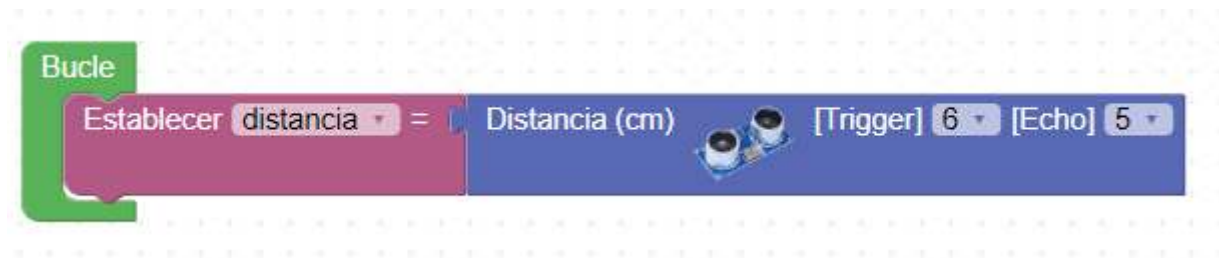 Bucle
Establecer distancia = Distancia (cm) [Trigger] 6 [Echo] 5